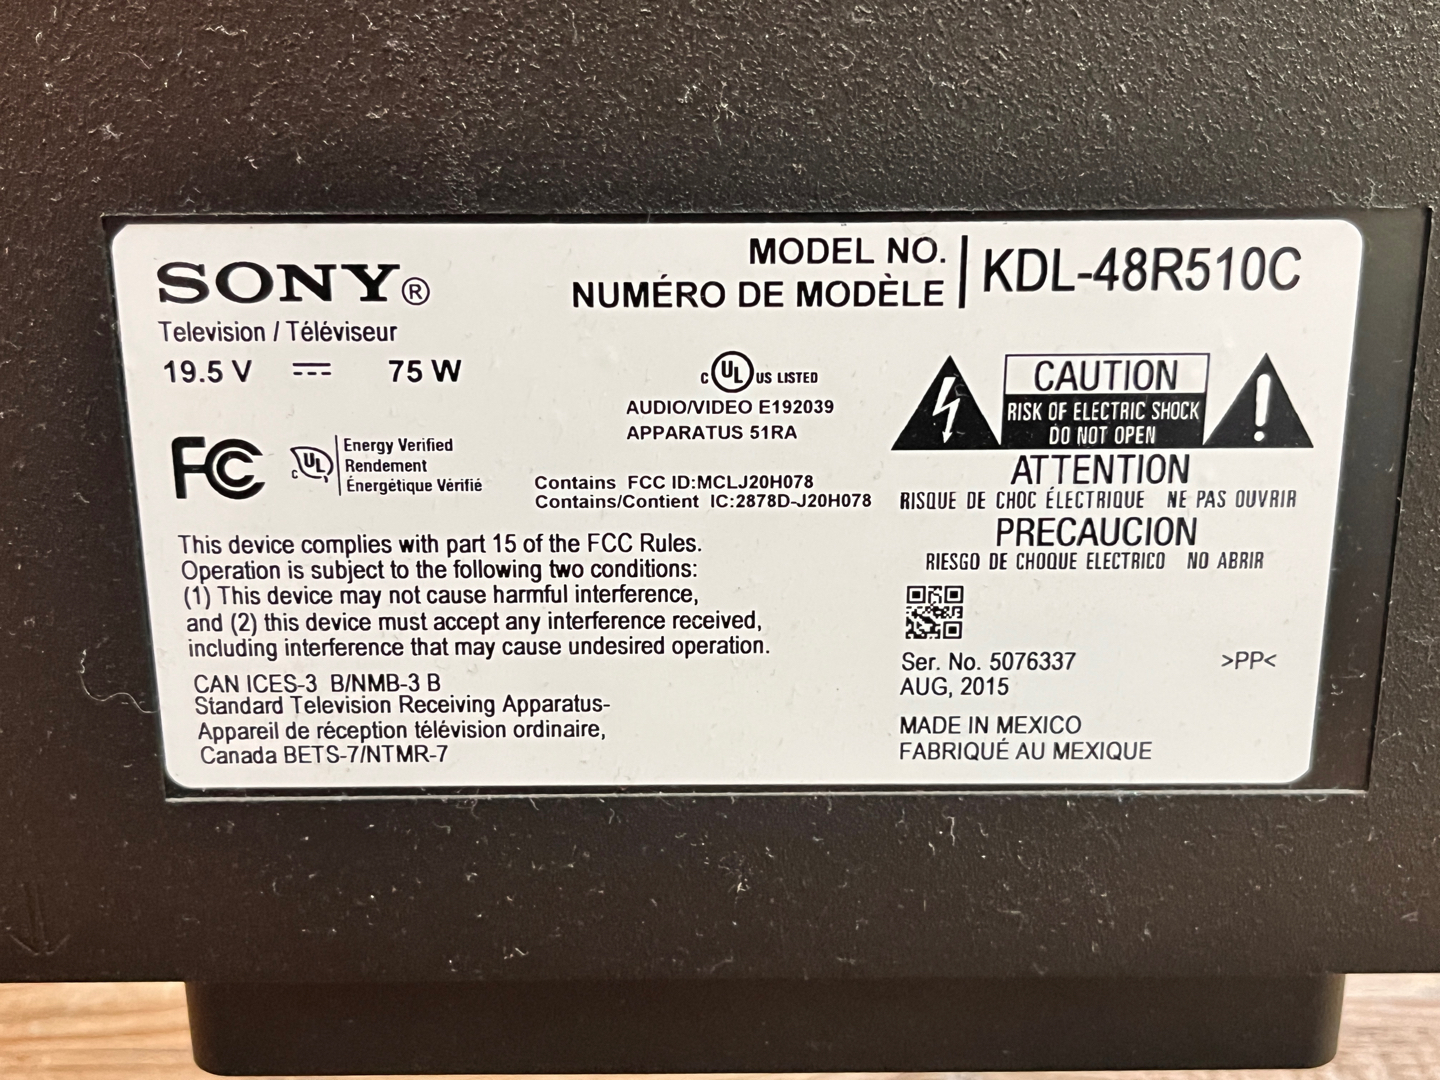 SONY®
Television / Téléviseur
19.5 V ⎓ 75 W
MODEL NO.
NUMÉRO DE MODÈLE
KDL-48R510C
C UL US LISTED
AUDIO/VIDEO E192039
APPARATUS 51RA
FC
C UL
Energy Verified
Rendement
Énergétique Vérifié
Contains FCC ID:MCLJ20H078
Contains/Contient IC:2878D-J20H078
This device complies with part 15 of the FCC Rules.
Operation is subject to the following two conditions:
(1) This device may not cause harmful interference,
and (2) this device must accept any interference received,
including interference that may cause undesired operation.
CAN ICES-3 B/NMB-3 B
Standard Television Receiving Apparatus-
Appareil de réception télévision ordinaire,
Canada BETS-7/NTMR-7
CAUTION
RISK OF ELECTRIC SHOCK
DO NOT OPEN
ATTENTION
RISQUE DE CHOC ÉLECTRIQUE NE PAS OUVRIR
PRECAUCION
RIESGO DE CHOQUE ELECTRICO NO ABRIR
Ser. No. 5076337
AUG, 2015
>PP<
MADE IN MEXICO
FABRIQUÉ AU MEXIQUE